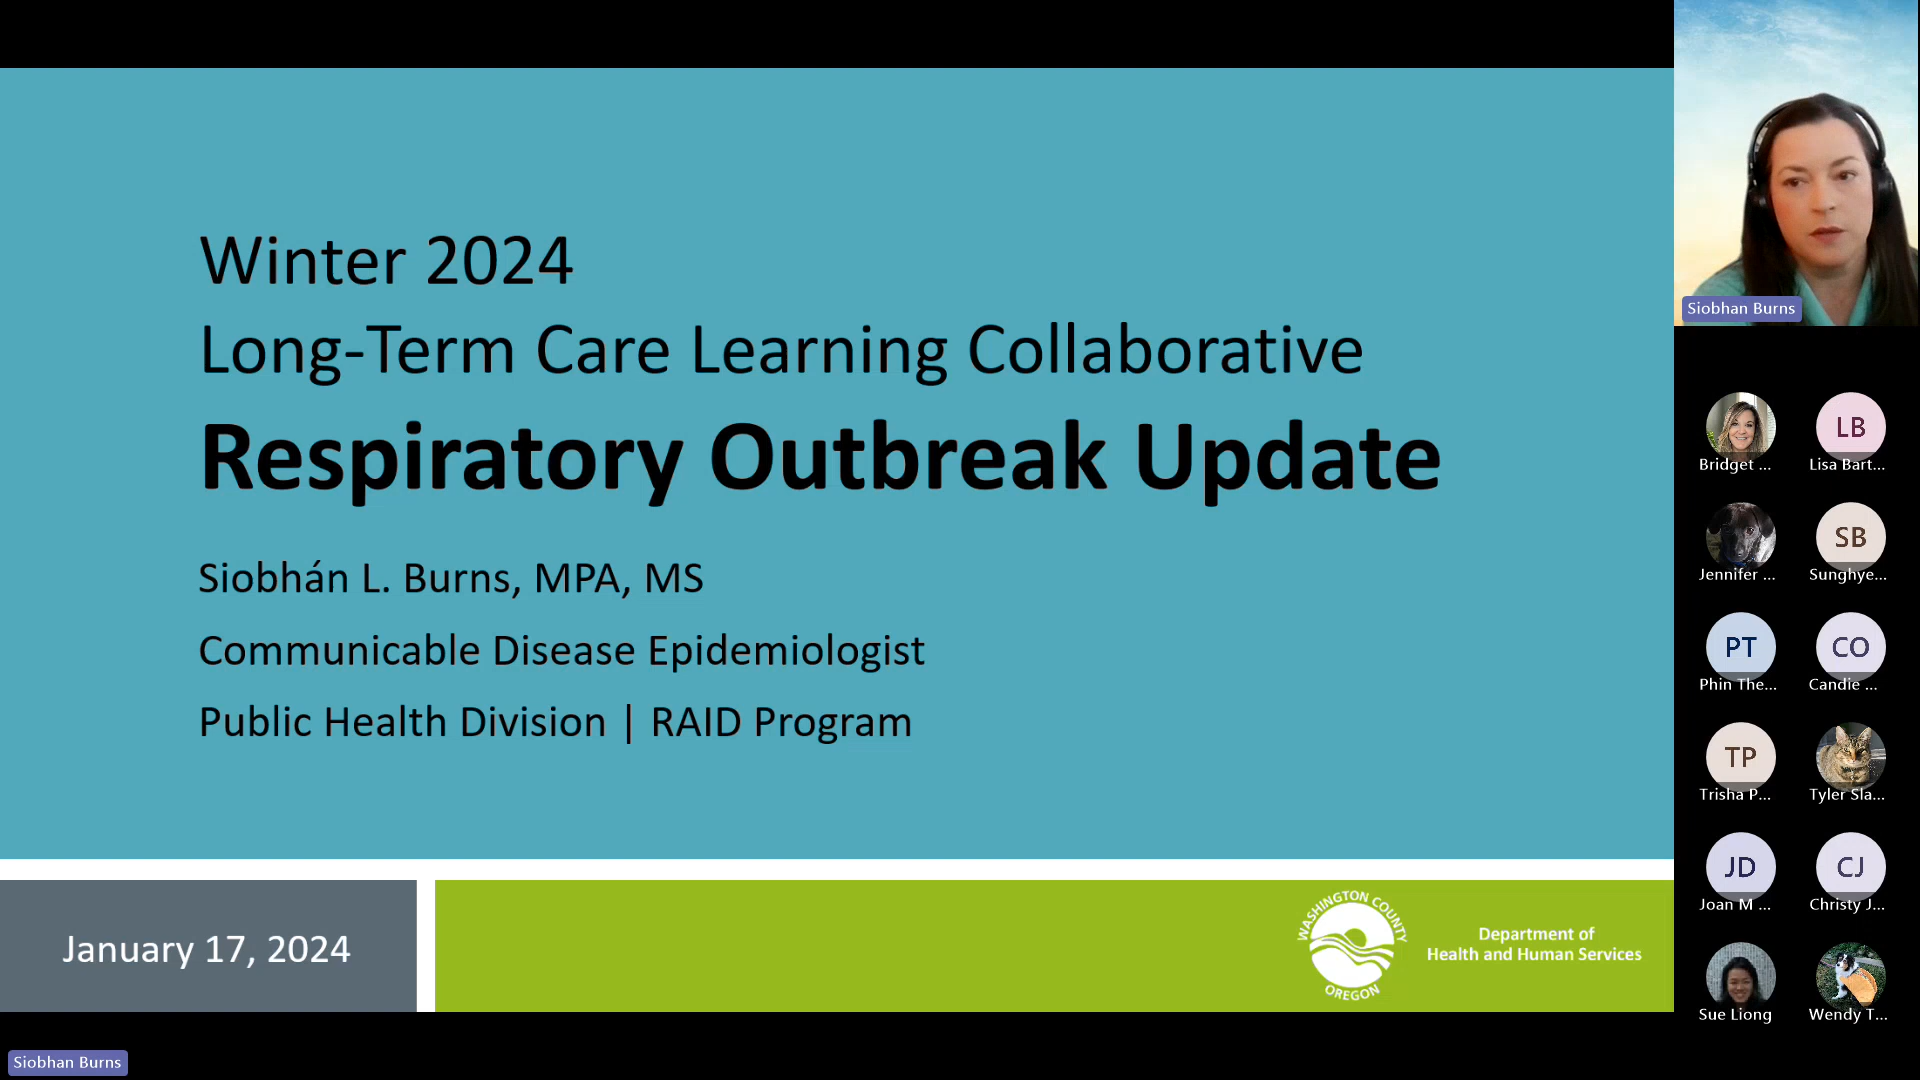 Winter 2024
Long-Term Care Learning Collaborative
Respiratory Outbreak Update
Siobhán L. Burns, MPA, MS
Communicable Disease Epidemiologist
Public Health Division | RAID Program
January 17, 2024
WASHINGTON COUNTY
OREGON
Department of
Health and Human Services
Siobhan Burns
Siobhan Burns
Bridget ...
LB
Lisa Bart...
Jennifer ...
SB
Sunghye...
PT
Phin The...
CO
Candie ...
TP
Trisha P...
Tyler Sla...
JD
Joan M ...
CJ
Christy J...
Sue Liong
Wendy T...